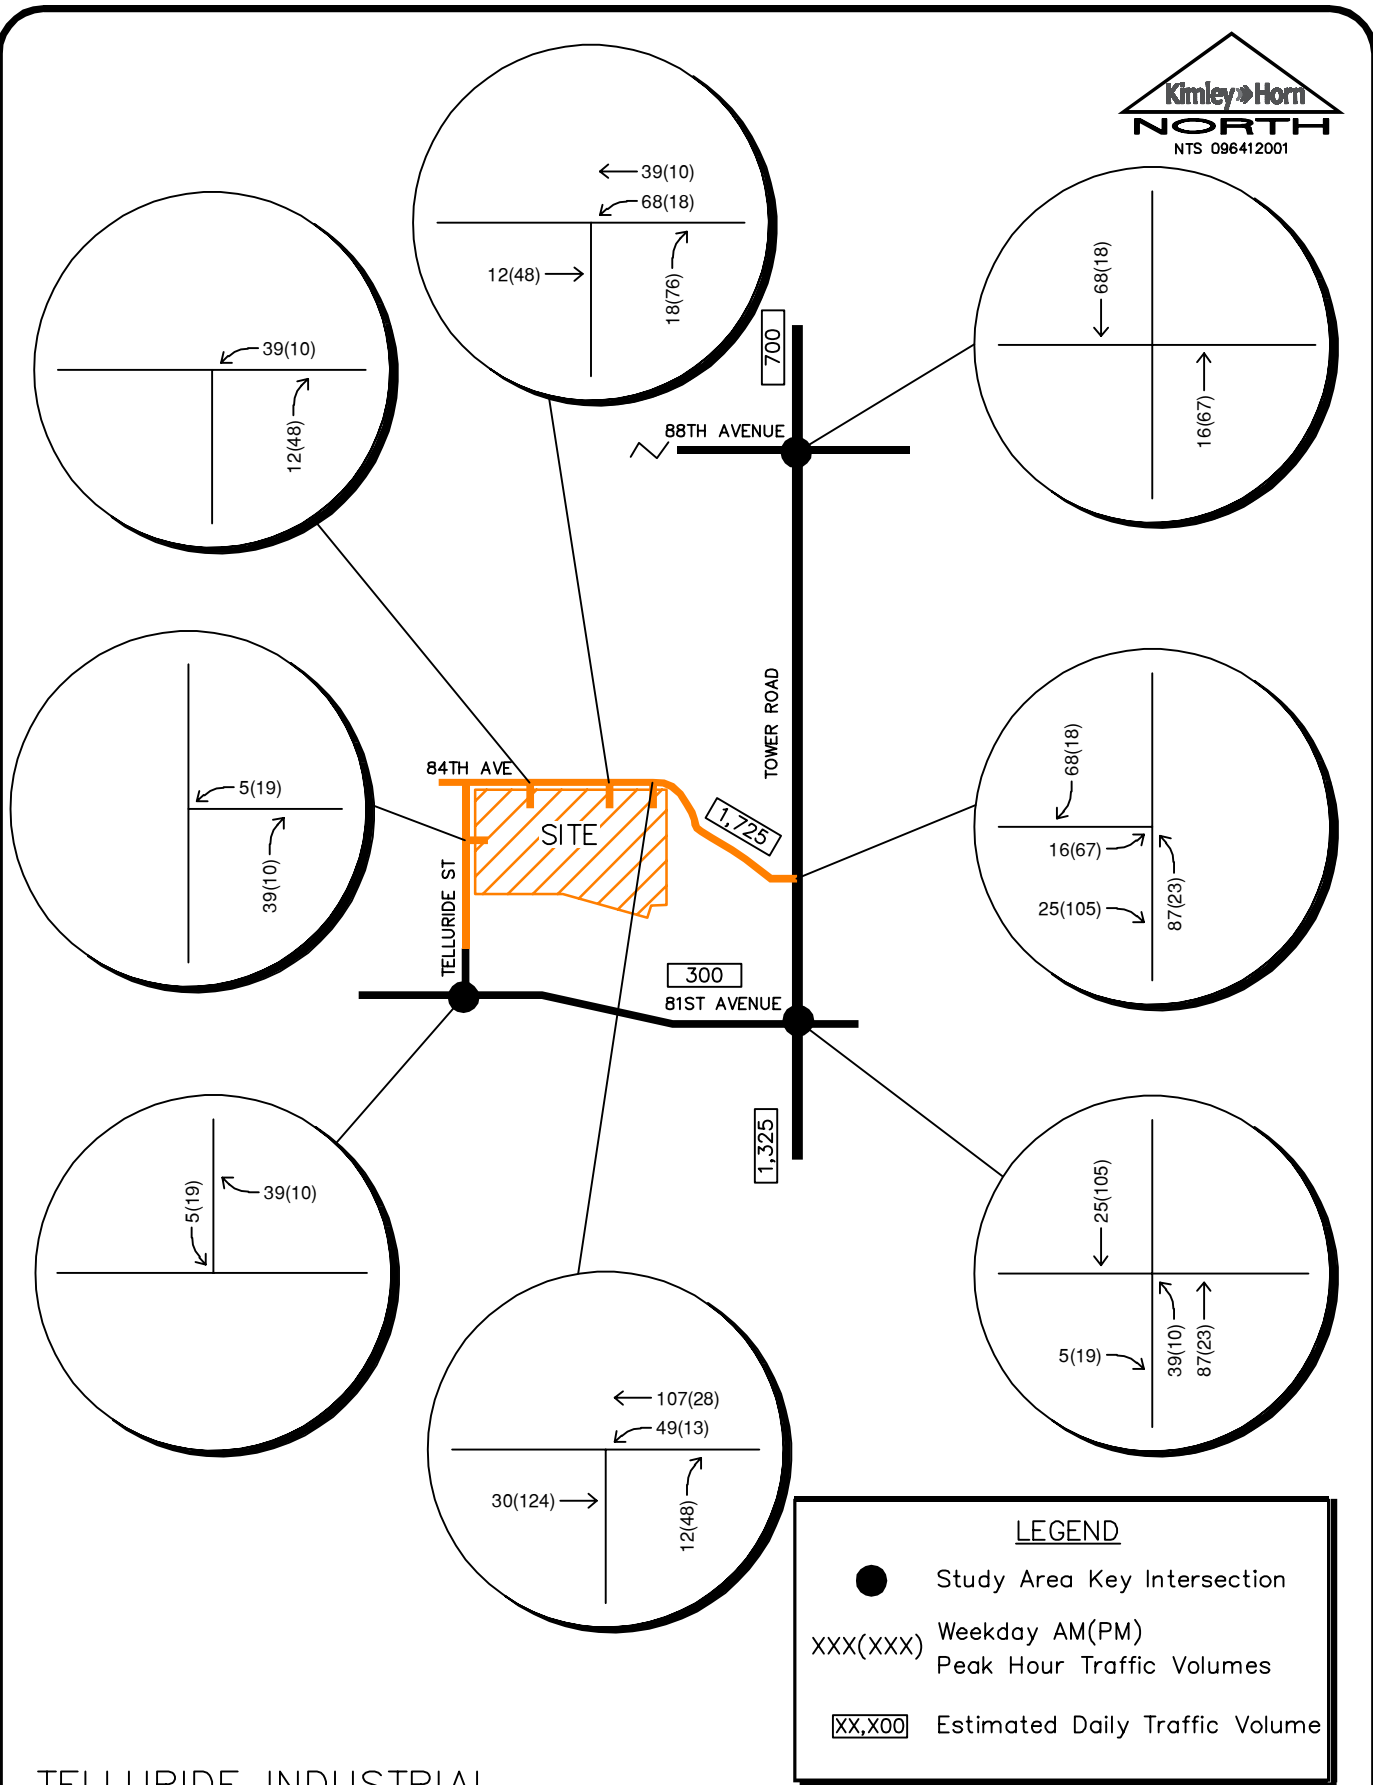 Kimley»Horn
NORTH
NTS 096412001
39(10)
68(18)
12(48)
18(76)
39(10)
12(48)
68(18)
16(67)
700
88TH AVENUE
TOWER ROAD
5(19)
39(10)
84TH AVE
SITE
1,725
TELLURIDE ST
300
81ST AVENUE
1,325
68(18)
16(67)
25(105)
87(23)
5(19)
39(10)
25(105)
5(19)
39(10)
87(23)
107(28)
49(13)
30(124)
12(48)
LEGEND
Study Area Key Intersection
XXX(XXX) Weekday AM(PM)
Peak Hour Traffic Volumes
XX,X00 Estimated Daily Traffic Volume
TELLURIDE INDUSTRIAL